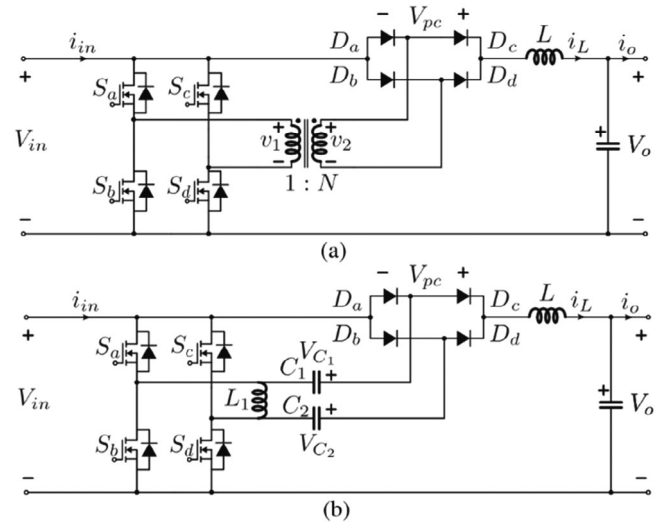 − V_pc +
D_a D_c L
i_in i_L i_o
+ D_b D_d +
S_a S_c
+ + +
V_in v_1 v_2 V_o
− −
S_b S_d 1 : N
− −
(a)
− V_pc +
D_a D_c L
i_in i_L i_o
+ D_b D_d +
S_a S_c V_C1
C_1 +
V_in L_1 C_2 + V_o
S_b S_d V_C2
− −
(b)